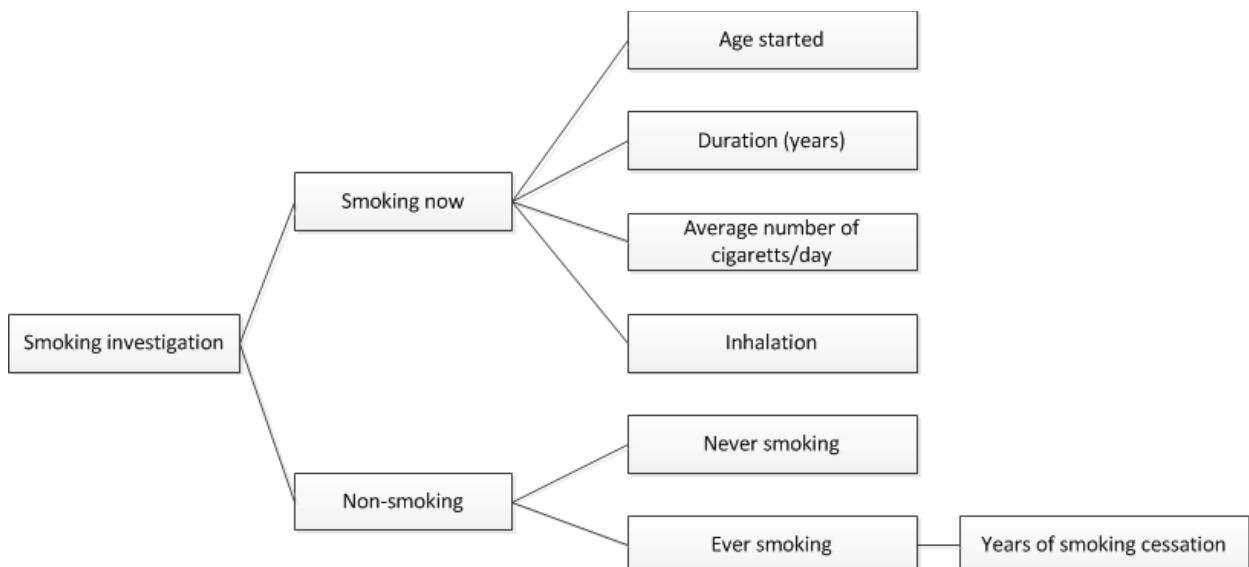 Age started
Duration (years)
Smoking now
Average number of
cigaretts/day
Smoking investigation
Inhalation
Never smoking
Non-smoking
Ever smoking
Years of smoking cessation